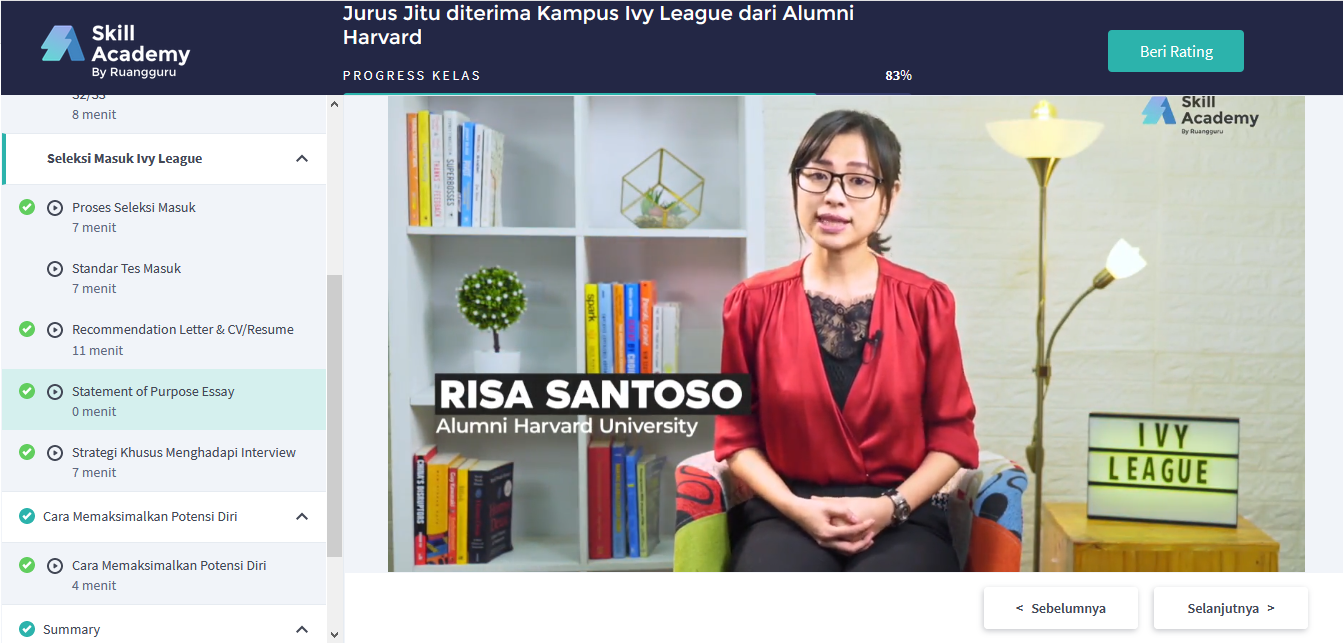 Skill
Academy
By Ruangguru
Jurus Jitu diterima Kampus Ivy League dari Alumni
Harvard
PROGRESS KELAS
83%
Beri Rating
8 menit
Seleksi Masuk Ivy League
Proses Seleksi Masuk
7 menit
Standar Tes Masuk
7 menit
Recommendation Letter & CV/Resume
11 menit
Statement of Purpose Essay
0 menit
Strategi Khusus Menghadapi Interview
7 menit
Cara Memaksimalkan Potensi Diri
Cara Memaksimalkan Potensi Diri
4 menit
Summary
Skill
Academy
By Ruangguru
SUPERBOSSES
spark
RISA SANTOSO
Alumni Harvard University
IVY
LEAGUE
< Sebelumnya
Selanjutnya >